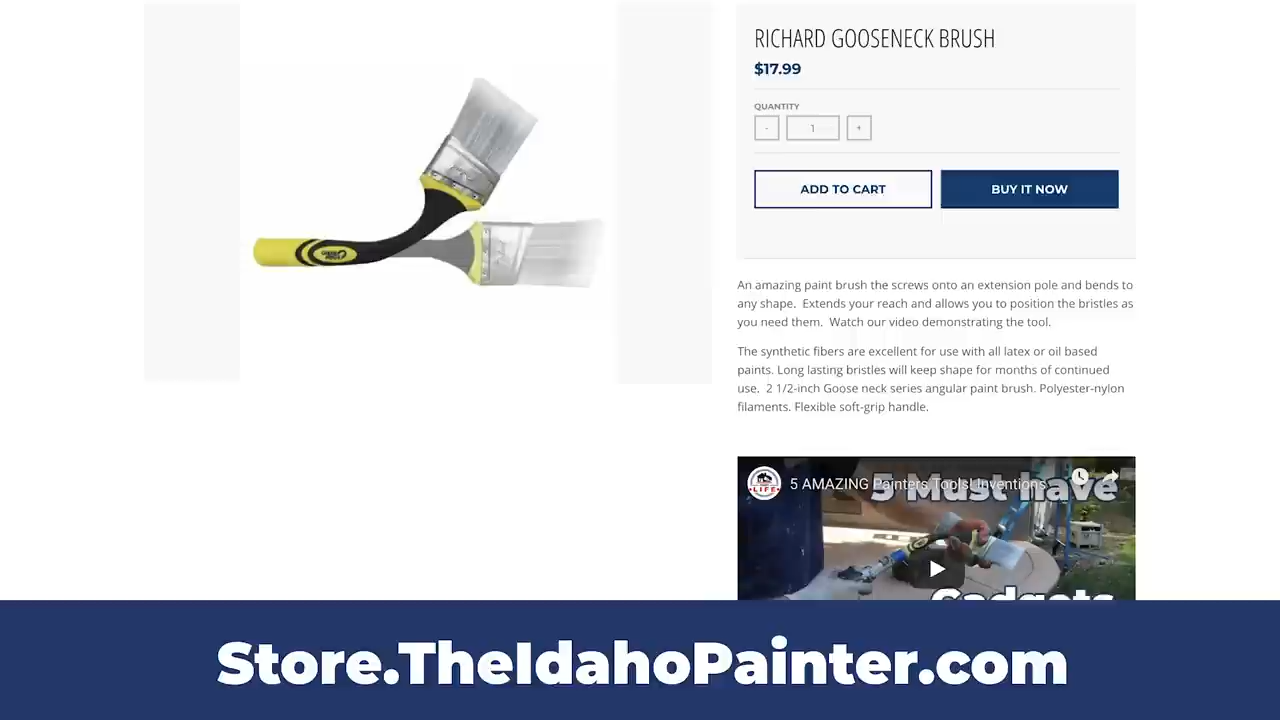 RICHARD GOOSENECK BRUSH
$17.99
QUANTITY
- 1 +
ADD TO CART BUY IT NOW
An amazing paint brush the screws onto an extension pole and bends to
any shape. Extends your reach and allows you to position the bristles as
you need them. Watch our video demonstrating the tool.
The synthetic fibers are excellent for use with all latex or oil based
paints. Long lasting bristles will keep shape for months of continued
use. 2 1/2-inch Goose neck series angular paint brush. Polyester-nylon
filaments. Flexible soft-grip handle.
LIFE
5 AMAZING Painters Tools! Inventions
5 Must have
Gadgets
Store.TheIdahoPainter.com